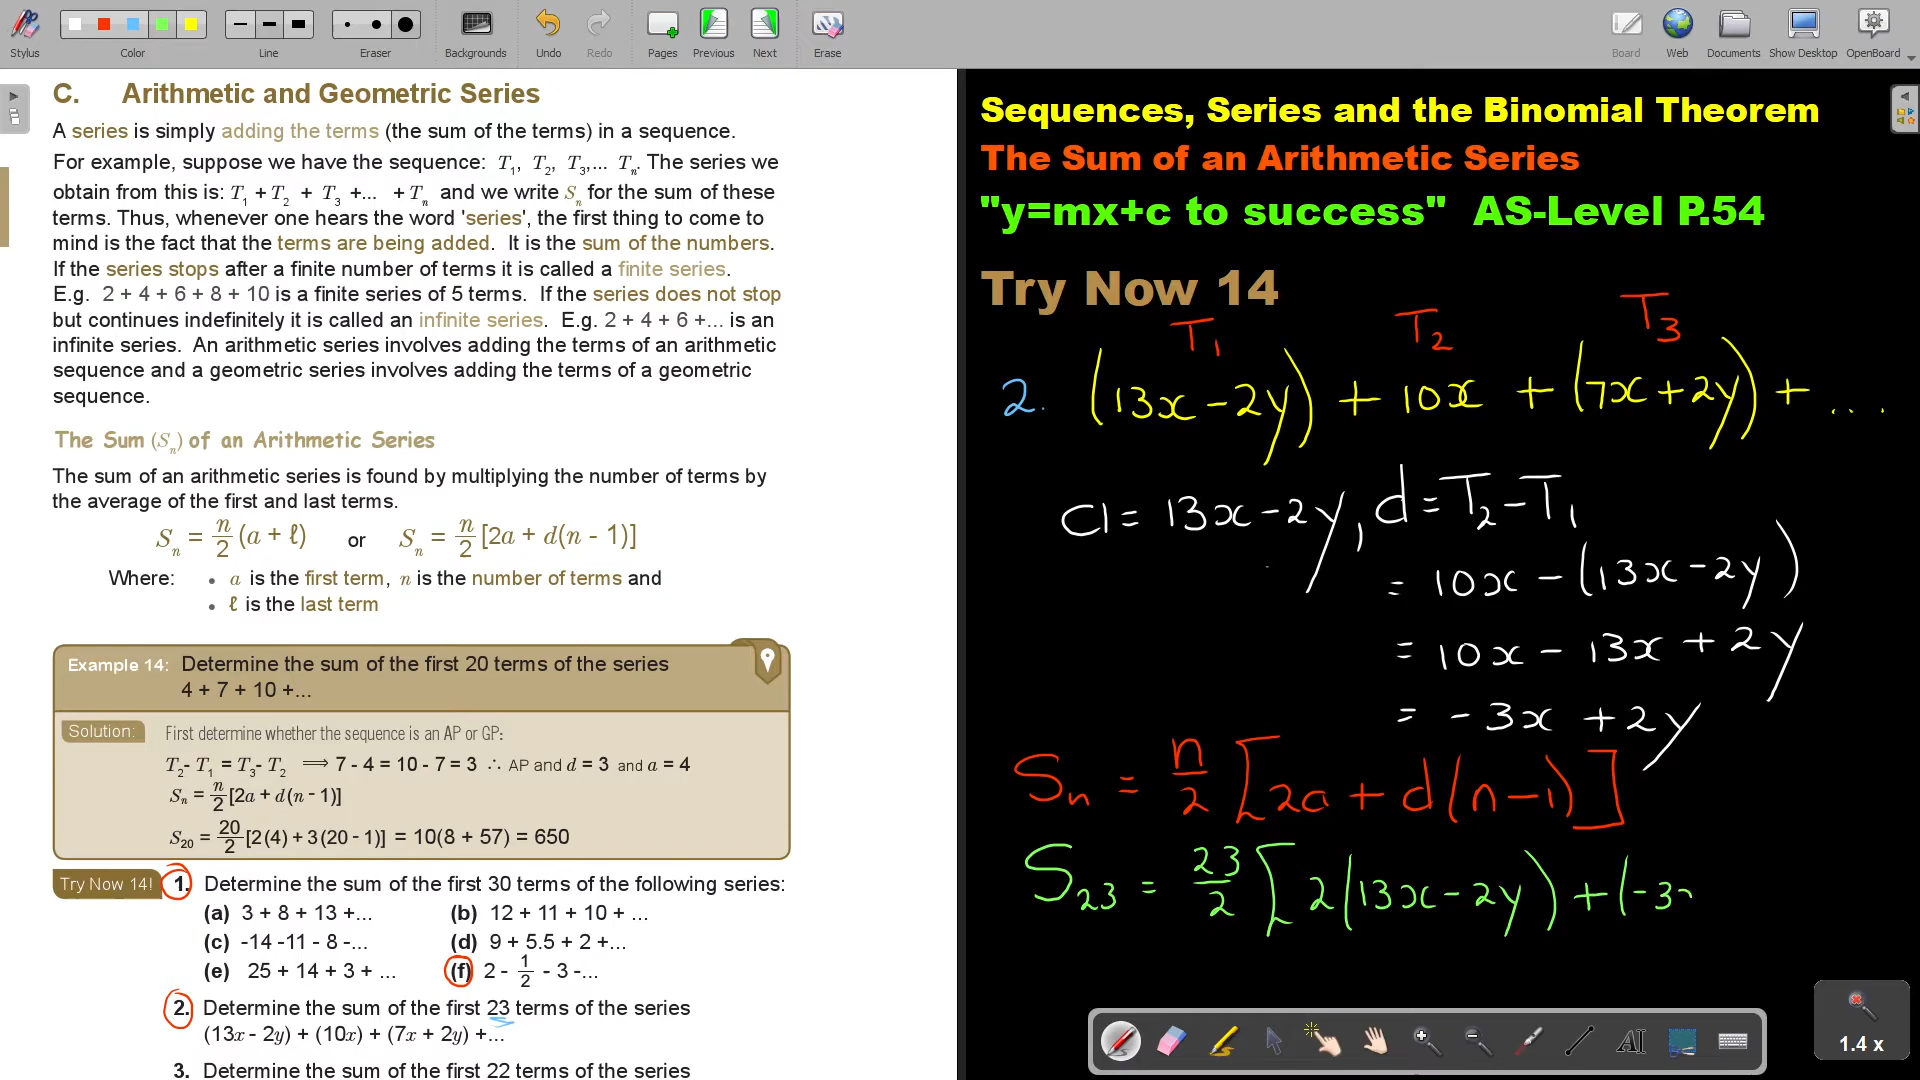 Stylus Color Line Eraser Backgrounds Undo Redo Pages Previous Next Erase Board Web Documents Show Desktop OpenBoard
C. Arithmetic and Geometric Series
A series is simply adding the terms (the sum of the terms) in a sequence.
For example, suppose we have the sequence: T₁, T₂, T₃,... Tₙ. The series we
obtain from this is: T₁ + T₂ + T₃ +... + Tₙ and we write Sₙ for the sum of these
terms. Thus, whenever one hears the word 'series', the first thing to come to
mind is the fact that the terms are being added. It is the sum of the numbers.
If the series stops after a finite number of terms it is called a finite series.
E.g. 2 + 4 + 6 + 8 + 10 is a finite series of 5 terms. If the series does not stop
but continues indefinitely it is called an infinite series. E.g. 2 + 4 + 6 +... is an
infinite series. An arithmetic series involves adding the terms of an arithmetic
sequence and a geometric series involves adding the terms of a geometric
sequence.
The Sum (Sₙ) of an Arithmetic Series
The sum of an arithmetic series is found by multiplying the number of terms by
the average of the first and last terms.
Sₙ = n/2 (a + ℓ) or Sₙ = n/2 [2a + d(n - 1)]
Where: • a is the first term, n is the number of terms and
• ℓ is the last term
Example 14: Determine the sum of the first 20 terms of the series
4 + 7 + 10 +...
Solution: First determine whether the sequence is an AP or GP:
T₂- T₁ = T₃- T₂ ⟹ 7 - 4 = 10 - 7 = 3 ∴ AP and d = 3 and a = 4
Sₙ = n/2 [2a + d(n - 1)]
S₂₀ = 20/2 [2(4) + 3(20 - 1)] = 10(8 + 57) = 650
Try Now 14! 1. Determine the sum of the first 30 terms of the following series:
(a) 3 + 8 + 13 +... (b) 12 + 11 + 10 + ...
(c) -14 -11 - 8 -... (d) 9 + 5.5 + 2 +...
(e) 25 + 14 + 3 + ... (f) 2 - 1/2 - 3 -...
2. Determine the sum of the first 23 terms of the series
(13x - 2y) + (10x) + (7x + 2y) +...
3. Determine the sum of the first 22 terms of the series
Sequences, Series and the Binomial Theorem
The Sum of an Arithmetic Series
"y=mx+c to success" AS-Level P.54
Try Now 14
T₁ T₂ T₃
2. (13x - 2y) + 10x + (7x + 2y) + ....
a = 13x - 2y, d = T₂ - T₁
= 10x - (13x - 2y)
= 10x - 13x + 2y
= -3x + 2y
Sₙ = n/2 [2a + d(n-1)]
S₂₃ = 23/2 [2(13x - 2y) + (-3
AI
1.4 x